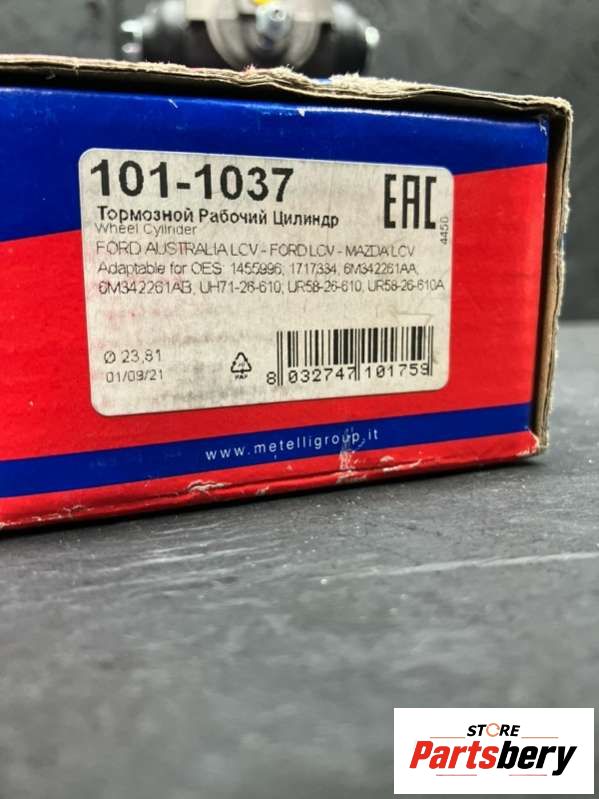 101-1037
Тормозной Рабочий Цилиндр
Wheel Cylinder
FORD AUSTRALIA LCV - FORD LCV - MAZDA LCV
Adaptable for OES 1455996, 1717334, 6M342261AA,
6M342261AB, UH71-26-610, UR58-26-610, UR58-26-610A
EAC
4450
Ø 23,81
01/09/21
PAP
8 032747 101759
www.metelligroup.it
STORE
Partsbery